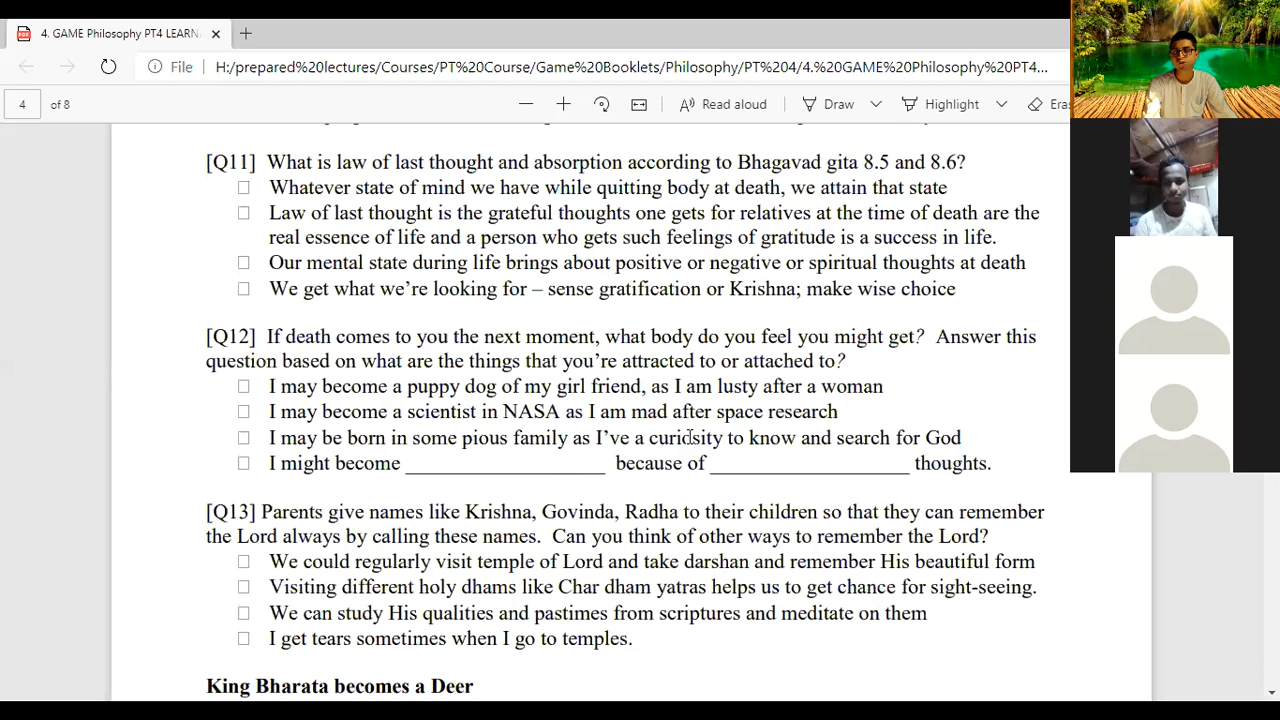 4. GAME Philosophy PT4 LEARN
File
H:/prepared%20lectures/Courses/PT%20Course/Game%20Booklets/Philosophy/PT%204/4.%20GAME%20Philosophy%20PT4...
4 of 8
Read aloud
Draw
Highlight
Eras
[Q11] What is law of last thought and absorption according to Bhagavad gita 8.5 and 8.6?
Whatever state of mind we have while quitting body at death, we attain that state
Law of last thought is the grateful thoughts one gets for relatives at the time of death are the
real essence of life and a person who gets such feelings of gratitude is a success in life.
Our mental state during life brings about positive or negative or spiritual thoughts at death
We get what we're looking for – sense gratification or Krishna; make wise choice
[Q12] If death comes to you the next moment, what body do you feel you might get? Answer this
question based on what are the things that you're attracted to or attached to?
I may become a puppy dog of my girl friend, as I am lusty after a woman
I may become a scientist in NASA as I am mad after space research
I may be born in some pious family as I've a curiosity to know and search for God
I might become ____________________ because of ____________________ thoughts.
[Q13] Parents give names like Krishna, Govinda, Radha to their children so that they can remember
the Lord always by calling these names. Can you think of other ways to remember the Lord?
We could regularly visit temple of Lord and take darshan and remember His beautiful form
Visiting different holy dhams like Char dham yatras helps us to get chance for sight-seeing.
We can study His qualities and pastimes from scriptures and meditate on them
I get tears sometimes when I go to temples.
King Bharata becomes a Deer